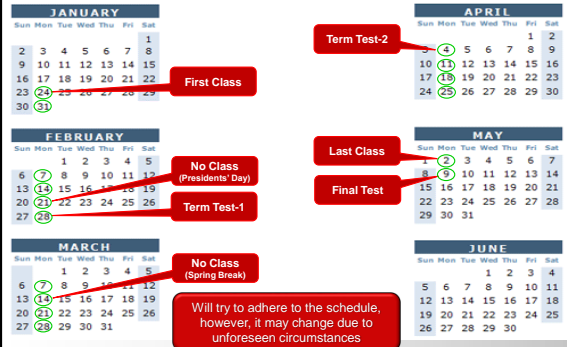 JANUARY
Sun Mon Tue Wed Thu Fri Sat
1
2 3 4 5 6 7 8
9 10 11 12 13 14 15
16 17 18 19 20 21 22
23 24 25 26 27 28 29
30 31
First Class
FEBRUARY
Sun Mon Tue Wed Thu Fri Sat
1 2 3 4 5
6 7 8 9 10 11 12
13 14 15 16 17 18 19
20 21 22 23 24 25 26
27 28
No Class
(Presidents' Day)
Term Test-1
MARCH
Sun Mon Tue Wed Thu Fri Sat
1 2 3 4 5
6 7 8 9 10 11 12
13 14 15 16 17 18 19
20 21 22 23 24 25 26
27 28 29 30 31
No Class
(Spring Break)
APRIL
Sun Mon Tue Wed Thu Fri Sat
1 2
3 4 5 6 7 8 9
10 11 12 13 14 15 16
17 18 19 20 21 22 23
24 25 26 27 28 29 30
Term Test-2
MAY
Sun Mon Tue Wed Thu Fri Sat
1 2 3 4 5 6 7
8 9 10 11 12 13 14
15 16 17 18 19 20 21
22 23 24 25 26 27 28
29 30 31
Last Class
Final Test
JUNE
Sun Mon Tue Wed Thu Fri Sat
1 2 3 4
5 6 7 8 9 10 11
12 13 14 15 16 17 18
19 20 21 22 23 24 25
26 27 28 29 30
Will try to adhere to the schedule,
however, it may change due to
unforeseen circumstances